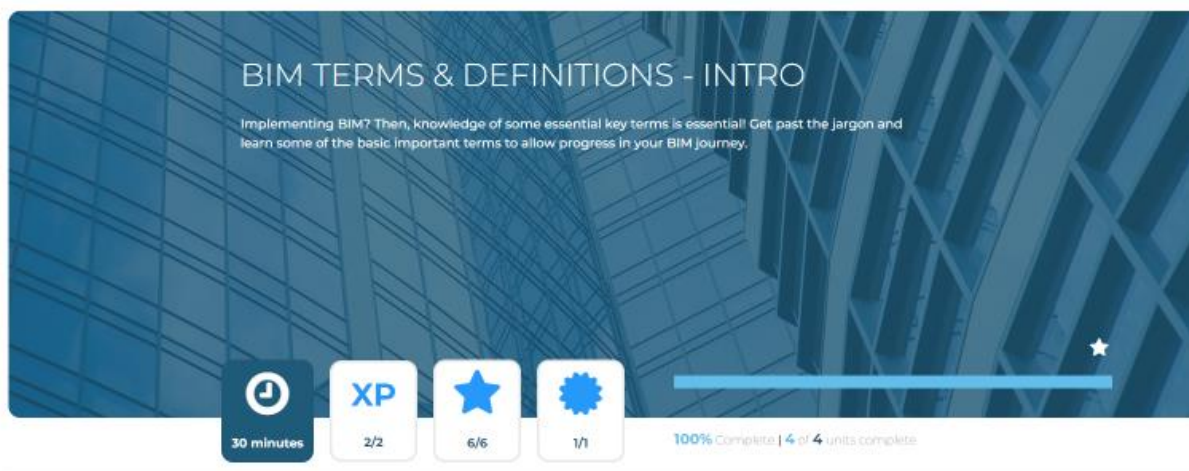 BIM TERMS & DEFINITIONS - INTRO
Implementing BIM? Then, knowledge of some essential key terms is essential! Get past the jargon and
learn some of the basic important terms to allow progress in your BIM journey.
30 minutes
XP
2/2
6/6
1/1
100% Complete | 4 of 4 units complete